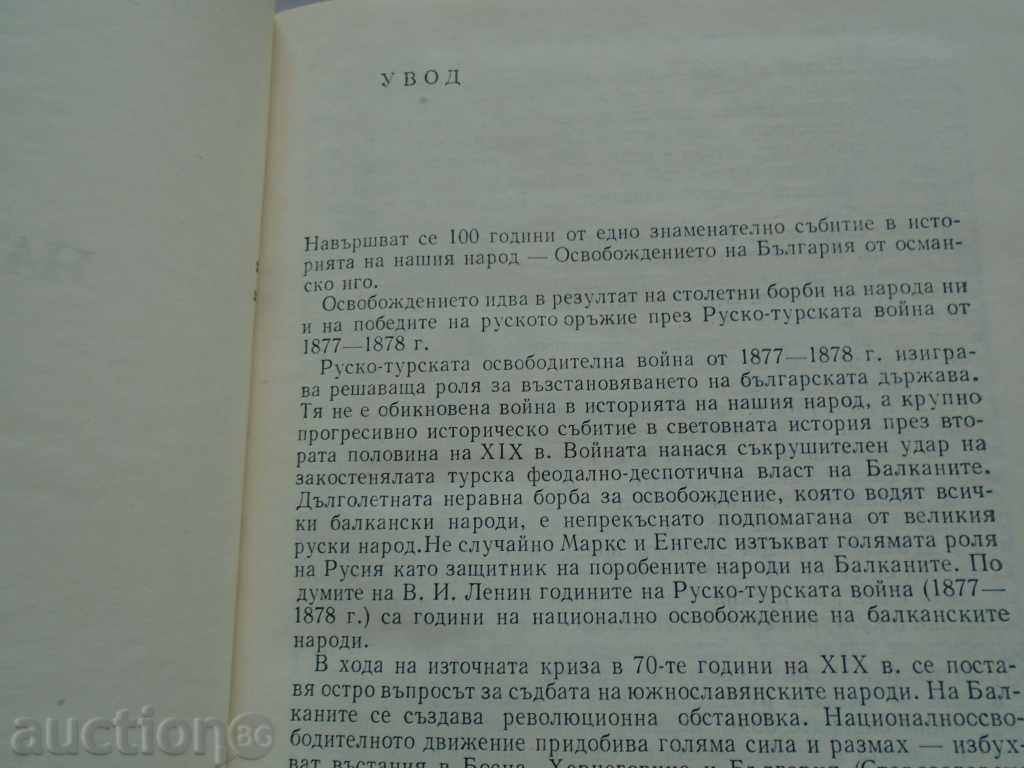 УВОД
Навършват се 100 години от едно знаменателно събитие в исто-
рията на нашия народ — Освобождението на България от османск-
ско иго.
Освобождението идва в резултат на столетни борби на народа ни
и на победите на руското оръжие през Руско-турската война от
1877—1878 г.
Руско-турската освободителна война от 1877—1878 г. изигра-
ва решаваща роля за възстановяването на българската държава.
Тя не е обикновена война в историята на нашия народ, а крупно
прогресивно историческо събитие в световната история през вто-
рата половина на XIX в. Войната нанася съкрушителен удар на
закостенялата турска феодално-деспотична власт на Балканите.
Дълголетната неравна борба за освобождение, която водят всич-
ки балкански народи, е непрекъснато подпомагана от великия
руски народ.Не случайно Маркс и Енгелс изтъкват голямата роля
на Русия като защитник на поробените народи на Балканите. По
думите на В. И. Ленин годините на Руско-турската война (1877—
1878 г.) са години на национално освобождение на балканските
народи.
В хода на източната криза в 70-те години на XIX в. се поста-
вя остро въпросът за съдбата на южнославянските народи. На Бал-
каните се създава революционна обстановка. Националноосво-
бодителното движение придобива голяма сила и размах — избух-
ват въстания в Босна, Херцеговина и България
auction BG